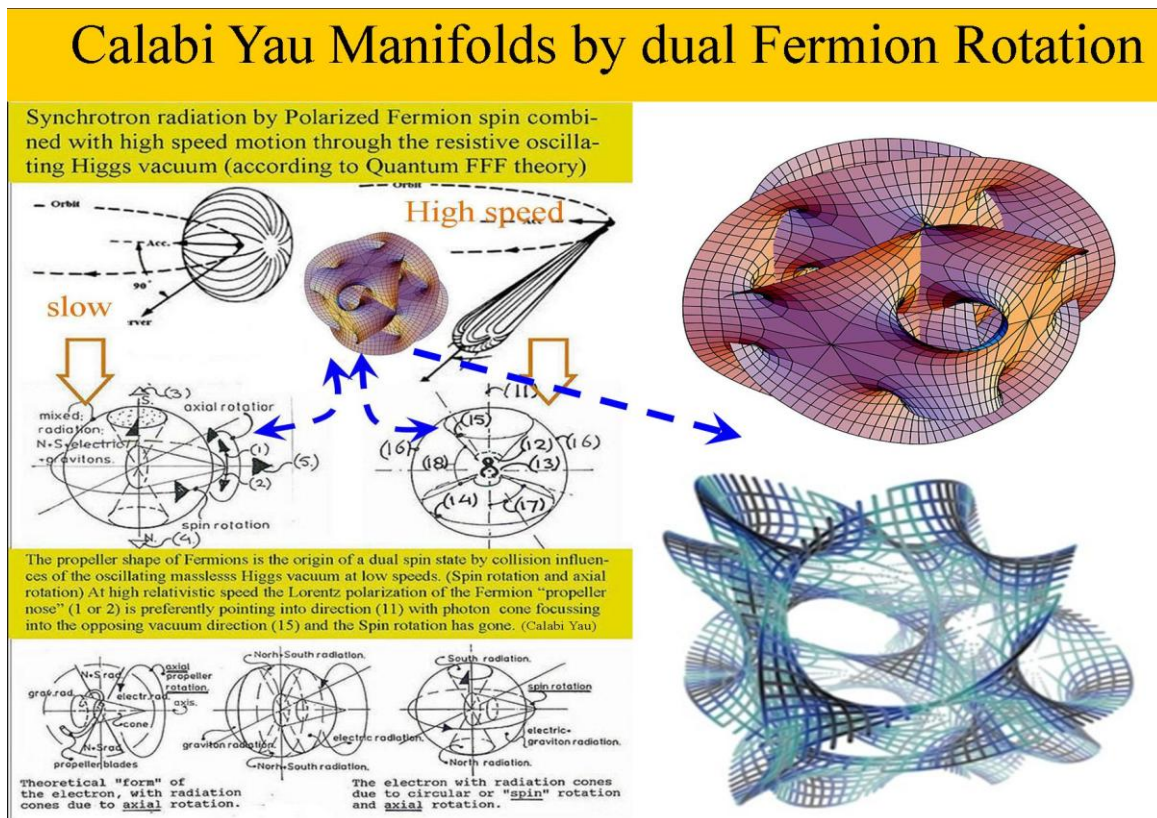 Calabi Yau Manifolds by dual Fermion Rotation
Synchrotron radiation by Polarized Fermion spin combi-
ned with high speed motion through the resistive oscilla-
ting Higgs vacuum (according to Quantum FFF theory)
Orbit
Acc.
90°
rver
slow
Orbit
High speed
(3)
S.
mixed;
radiation;
N+S+electric
+gravitons.
axial rotation
(1)
(5.)
(2)
spin rotation
N.
(4.)
(11)
(15)
(12)
(16)
(16)
(18)
(13)
(14)
(17)
The propeller shape of Fermions is the origin of a dual spin state by collision influen-
ces of the oscillating masslesss Higgs vacuum at low speeds. (Spin rotation and axial
rotation) At high relativistic speed the Lorentz polarization of the Fermion “propeller
nose” (1 or 2) is preferently pointing into direction (11) with photon cone focussing
into the opposing vacuum direction (15) and the Spin rotation has gone. (Calabi Yau)
N+S rad.
axial
propeller
rotation.
grav.rad.
electr.rad.
axis.
cone
N+S rad.
propeller blades
Theoretical "form" of
the electron, with radiation
cones due to axial rotation.
Norh-South radiation.
graviton radiation.
electric radiation.
North-South radiation.
South radiation.
spin rotation
electric+
graviton radiation.
North radiation.
The electron with radiation cones
due to circular or "spin" rotation
and axial rotation.